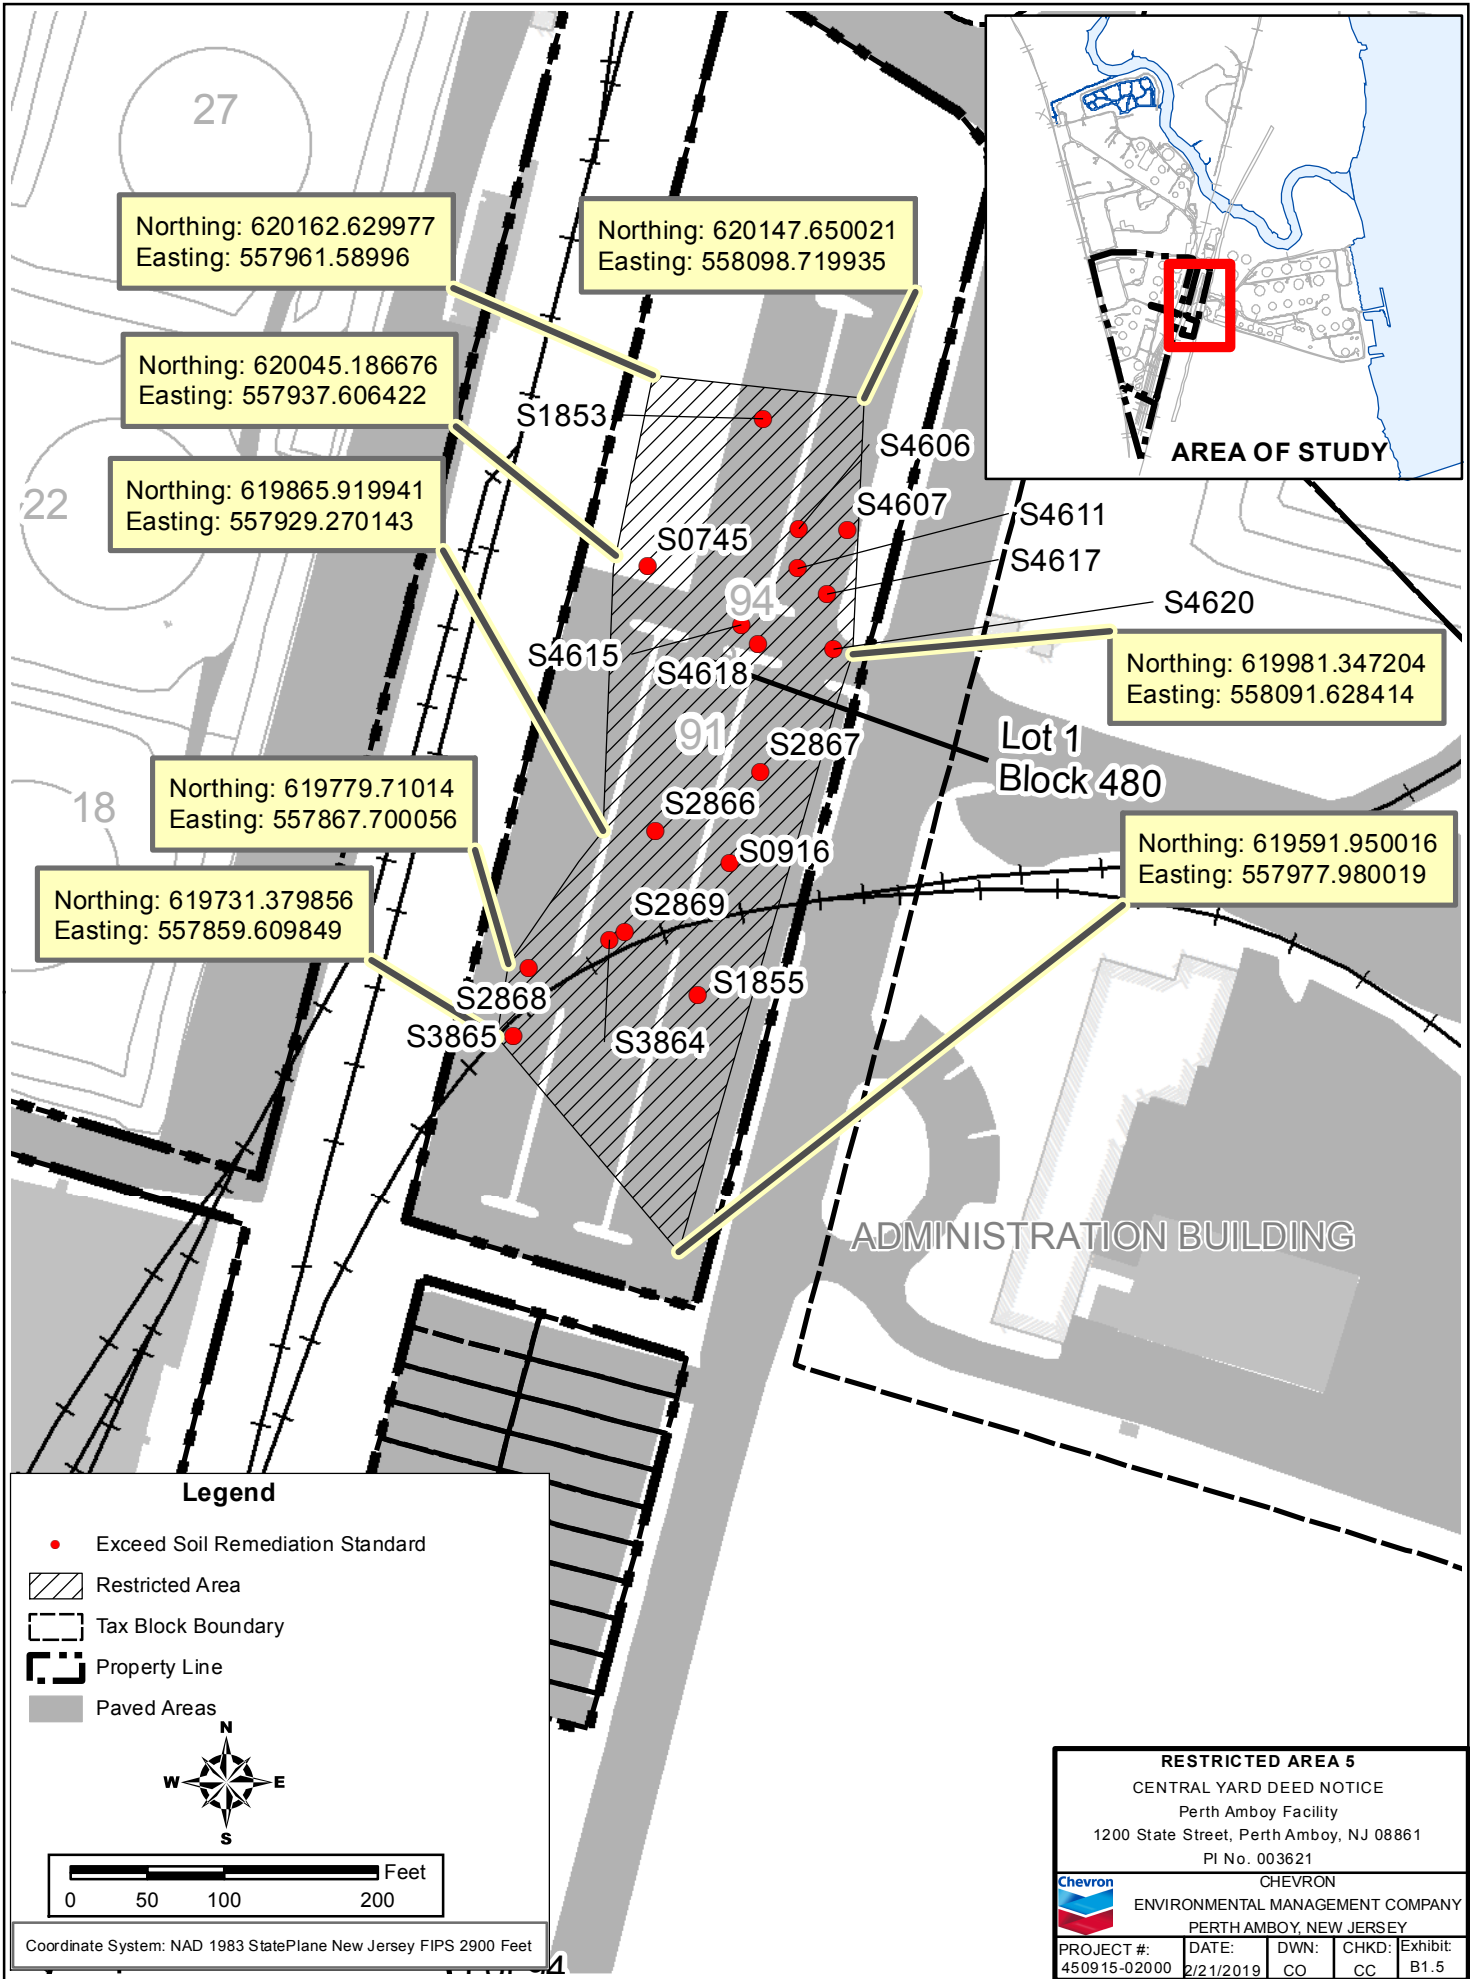 27
Northing: 620162.629977
Easting: 557961.58996
Northing: 620147.650021
Easting: 558098.719935
AREA OF STUDY
Northing: 620045.186676
Easting: 557937.606422
S1853
S4606
22
Northing: 619865.919941
Easting: 557929.270143
S4607
S4611
S0745
S4617
94
S4620
S4615
S4618
Northing: 619981.347204
Easting: 558091.628414
91
S2867
Lot 1
Block 480
18
Northing: 619779.71014
Easting: 557867.700056
S2866
S0916
Northing: 619591.950016
Easting: 557977.980019
Northing: 619731.379856
Easting: 557859.609849
S2869
S2868
S1855
S3865
S3864
ADMINISTRATION BUILDING
Legend
Exceed Soil Remediation Standard
Restricted Area
Tax Block Boundary
Property Line
Paved Areas
N
W
E
S
Feet
0 50 100 200
Coordinate System: NAD 1983 StatePlane New Jersey FIPS 2900 Feet
RESTRICTED AREA 5
CENTRAL YARD DEED NOTICE
Perth Amboy Facility
1200 State Street, Perth Amboy, NJ 08861
PI No. 003621
Chevron
CHEVRON
ENVIRONMENTAL MANAGEMENT COMPANY
PERTH AMBOY, NEW JERSEY
PROJECT #: DATE: DWN: CHKD: Exhibit:
450915-02000 2/21/2019 CO CC B1.5